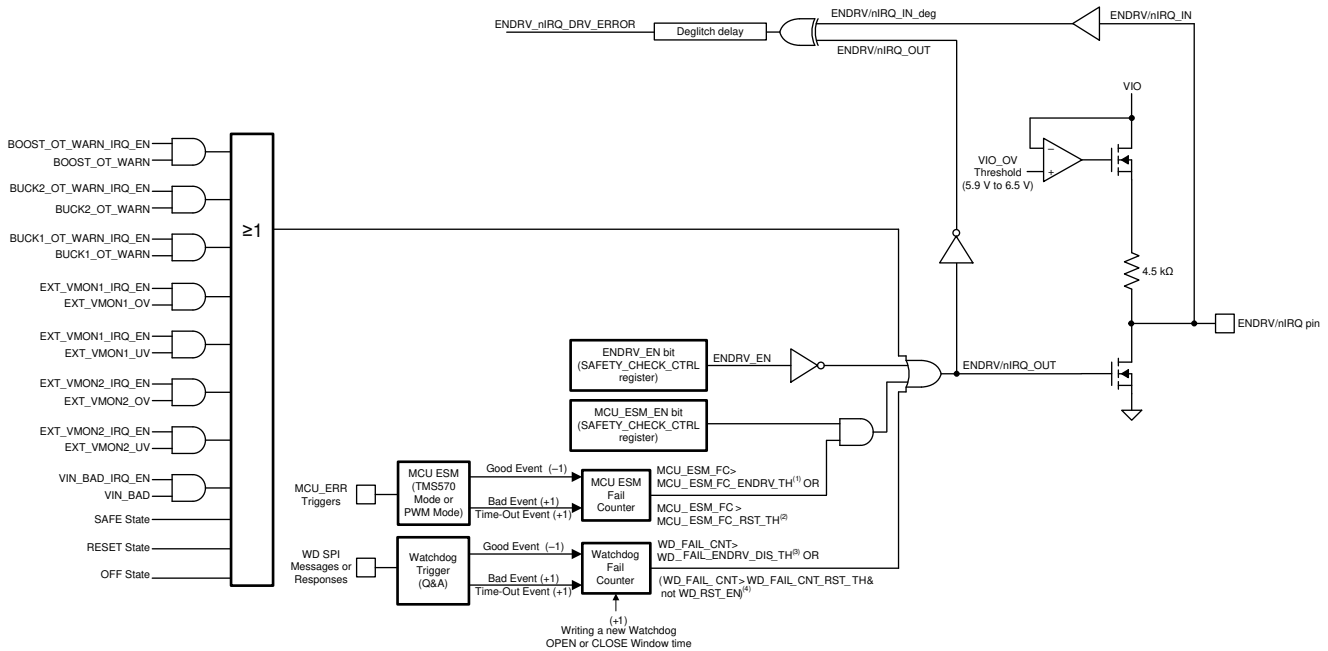 ENDRV_nIRQ_DRV_ERROR
Deglitch delay
ENDRV/nIRQ_IN_deg
ENDRV/nIRQ_IN
ENDRV/nIRQ_OUT
VIO
VIO_OV
Threshold
(5.9 V to 6.5 V)
−
+
4.5 kΩ
ENDRV/nIRQ pin
BOOST_OT_WARN_IRQ_EN
BOOST_OT_WARN
BUCK2_OT_WARN_IRQ_EN
BUCK2_OT_WARN
BUCK1_OT_WARN_IRQ_EN
BUCK1_OT_WARN
EXT_VMON1_IRQ_EN
EXT_VMON1_OV
EXT_VMON1_IRQ_EN
EXT_VMON1_UV
EXT_VMON2_IRQ_EN
EXT_VMON2_OV
EXT_VMON2_IRQ_EN
EXT_VMON2_UV
VIN_BAD_IRQ_EN
VIN_BAD
SAFE State
RESET State
OFF State
≥1
ENDRV_EN bit
(SAFETY_CHECK_CTRL
register)
ENDRV_EN
ENDRV/nIRQ_OUT
MCU_ESM_EN bit
(SAFETY_CHECK_CTRL
register)
MCU_ERR
Triggers
MCU ESM
(TMS570
Mode or
PWM Mode)
Good Event (−1)
Bad Event (+1)
Time-Out Event (+1)
MCU ESM
Fail
Counter
MCU_ESM_FC>
MCU_ESM_FC_ENDRV_TH(1) OR
MCU_ESM_FC >
MCU_ESM_FC_RST_TH(2)
WD SPI
Messages or
Responses
Watchdog
Trigger
(Q&A)
Good Event (−1)
Bad Event (+1)
Time-Out Event (+1)
Watchdog
Fail
Counter
WD_FAIL_CNT>
WD_FAIL_ENDRV_DIS_TH(3) OR
(WD_FAIL_CNT> WD_FAIL_CNT_RST_TH&
not WD_RST_EN)(4)
(+1)
Writing a new Watchdog
OPEN or CLOSE Window time